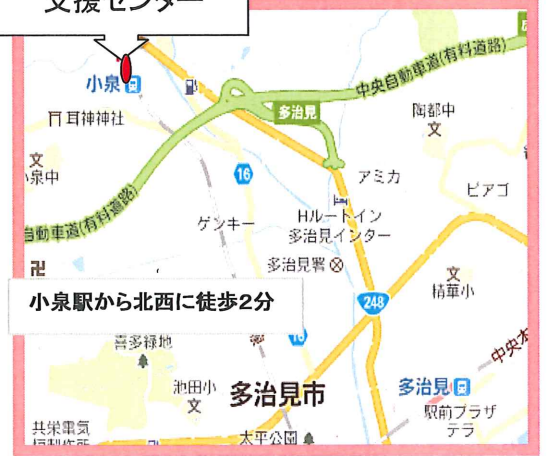 支援センター
小泉
耳神神社
文
小泉中
多治見
中央自動車道(有料道路)
陶都中
文
16
アミカ
ピアゴ
自動車道(有料道路)
ゲンキー
Hルートイン
多治見インター
多治見署
文
精華小
248
小泉駅から北西に徒歩2分
16
喜多緑地
中央本
池田小
文
多治見市
多治見
駅前プラザ
テラ
共栄電気
太平公園